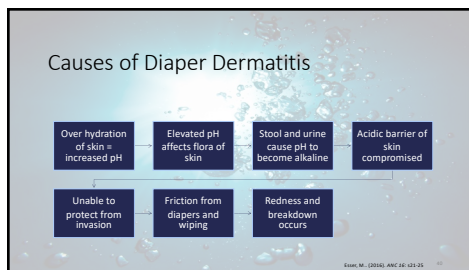 Causes of Diaper Dermatitis
Over hydration
of skin =
increased pH
Elevated pH
affects flora of
skin
Stool and urine
cause pH to
become alkaline
Acidic barrier of
skin
compromised
Unable to
protect from
invasion
Friction from
diapers and
wiping
Redness and
breakdown
occurs
Esser, M.. (2016). ANC 16: s21-25